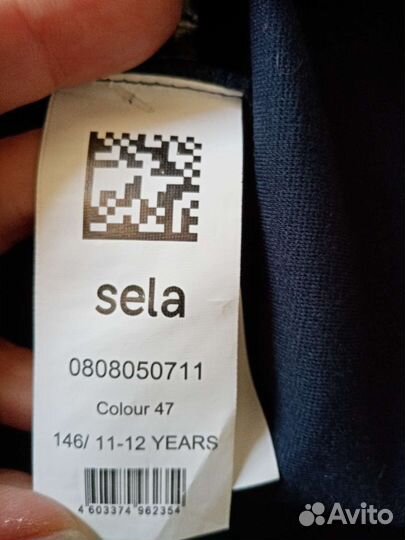 sela
0808050711
Colour 47
146/ 11-12 YEARS
4 603374 962354
Avito